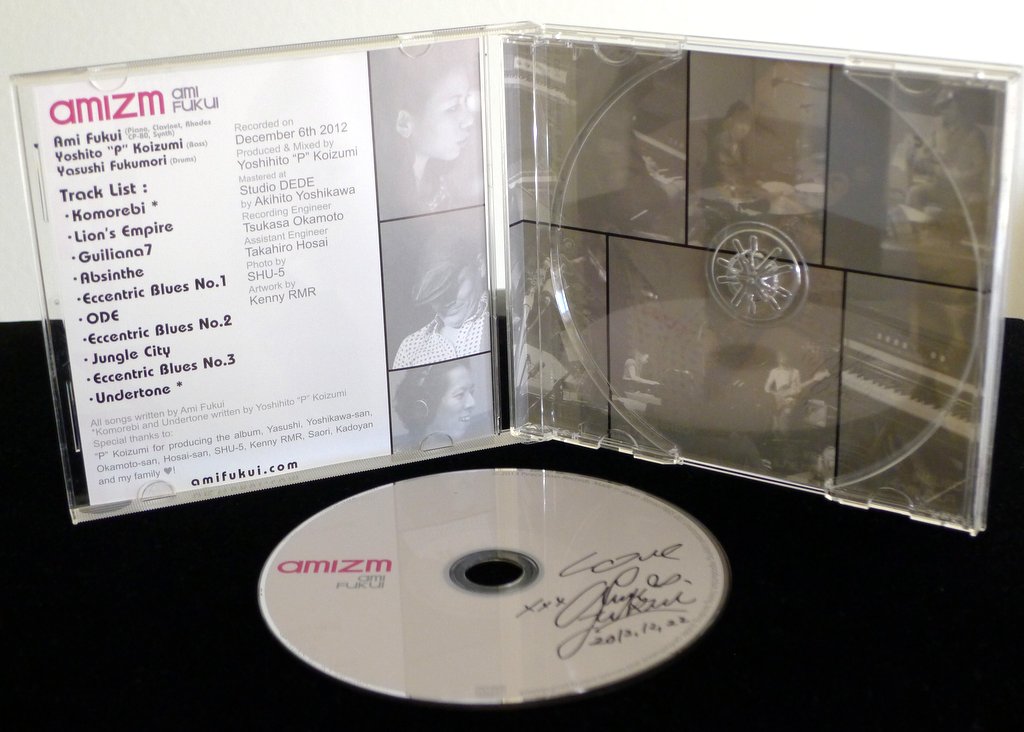 amizm ami
FUKUI
Ami Fukui (Piano, Clavinet, Rhodes
CP-80, Synth)
Yoshito "P" Koizumi (Bass)
Yasushi Fukumori (Drums)
Track List :
· Komorebi *
· Lion's Empire
· Guiliana7
· Absinthe
· Eccentric Blues No.1
· ODE
· Eccentric Blues No.2
· Jungle City
· Eccentric Blues No.3
· Undertone *
Recorded on
December 6th 2012
Produced & Mixed by
Yoshihito "P" Koizumi
Mastered at
Studio DEDE
by Akihito Yoshikawa
Recording Engineer
Tsukasa Okamoto
Assistant Engineer
Takahiro Hosai
Photo by
SHU-5
Artwork by
Kenny RMR
All songs written by Ami Fukui
*Komorebi and Undertone written by Yoshihito "P" Koizumi
Special thanks to:
"P" Koizumi for producing the album, Yasushi, Yoshikawa-san,
Okamoto-san, Hosai-san, SHU-5, Kenny RMR, Saori, Kadoyan
and my family ♥!
amifukui.com
amizm
ami
FUKUI
Love
xxx Ami Fukui
2013.12.22